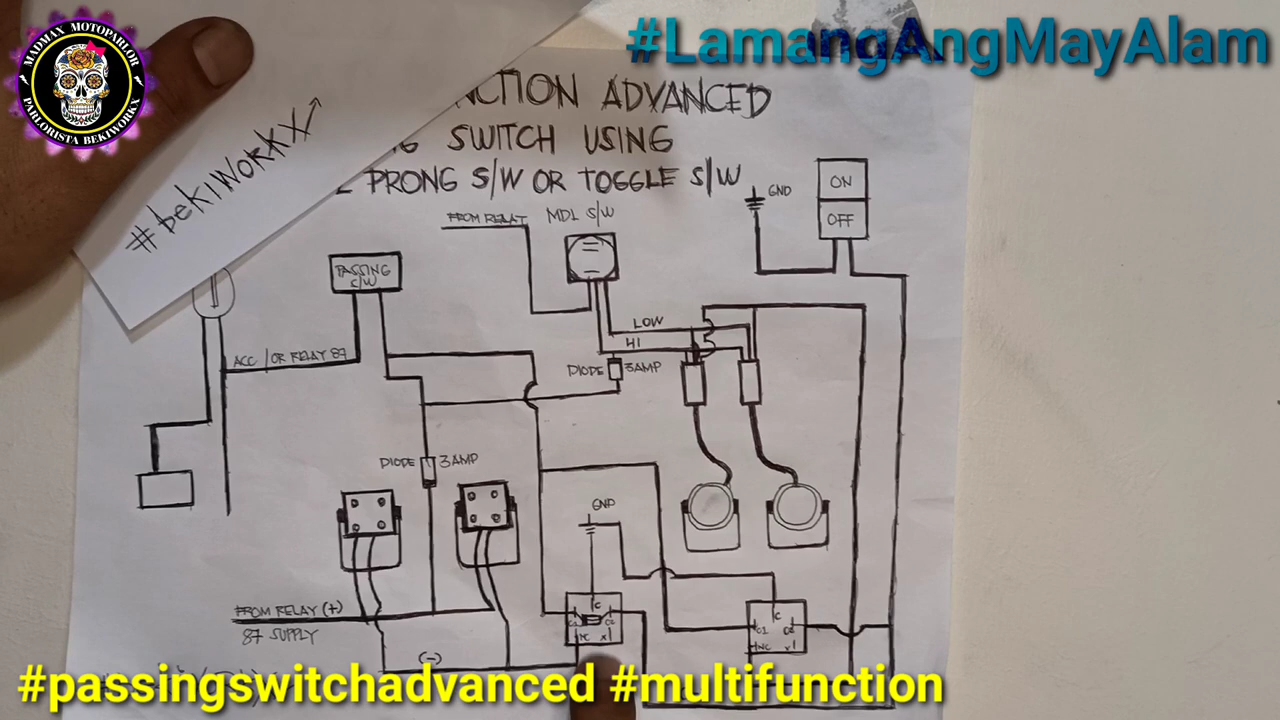 #LamangAngMayAlam
MADMAX MOTOPARLOR
PARLORISTA BEKIWORKX
#bekiWORKX
NCTION ADVANCED
SWITCH USING
PRONG S/W OR TOGGLE S/W
GND
ON
OFF
FROM RELAY
MDL S/W
PASSING
S/W
LOW
HI
ACC / OR RELAY 87
DIODE
3AMP
DIODE
3AMP
GND
FROM RELAY (+)
87 SUPPLY
(-)
C
C1
C2
NC
X
C
C1
C2
NC
X
#passingswitchadvanced #multifunction